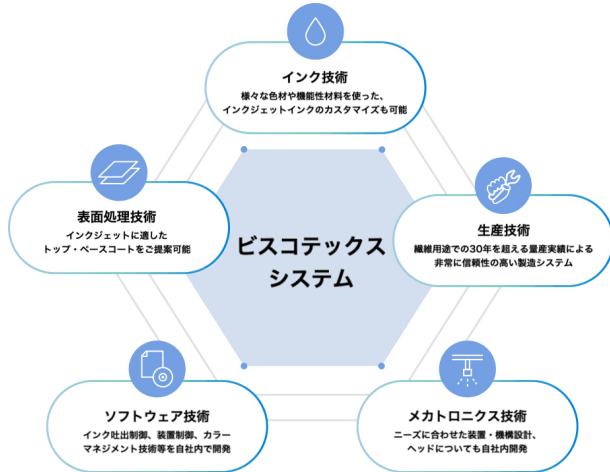 インク技術
様々な色材や機能性材料を使った、
インクジェットインクのカスタマイズも可能
表面処理技術
インクジェットに適した
トップ・ベースコートをご提案可能
生産技術
繊維用途での30年を超える量産実績による
非常に信頼性の高い製造システム
ビスコテックス
システム
ソフトウェア技術
インク吐出制御、装置制御、カラー
マネジメント技術等を自社内で開発
メカトロニクス技術
ニーズに合わせた装置・機構設計、
ヘッドについても自社内開発